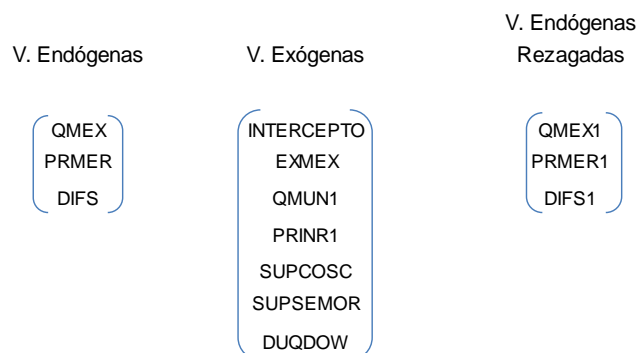 V. Endógenas
V. Exógenas
V. Endógenas
Rezagadas
QMEX
PRMER
DIFS
INTERCEPTO
EXMEX
QMUN1
PRINR1
SUPCOSC
SUPSEMOR
DUQDOW
QMEX1
PRMER1
DIFS1